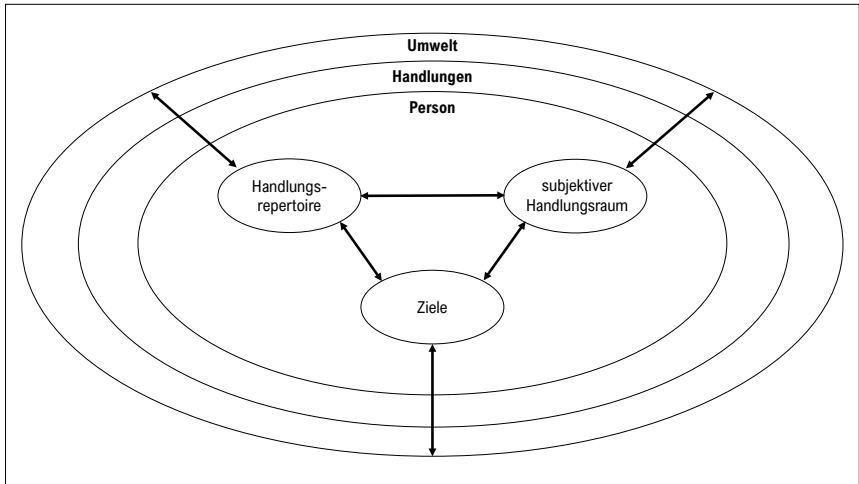 Umwelt
Handlungen
Person
Handlungs-
repertoire
subjektiver
Handlungsraum
Ziele